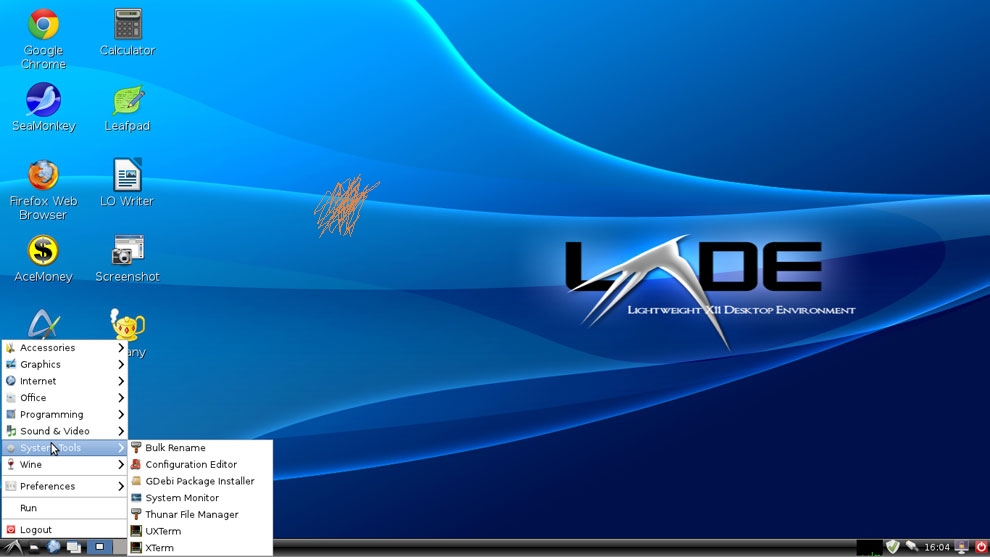 Google Chrome
Calculator
SeaMonkey
Leafpad
Firefox Web Browser
LO Writer
AceMoney
Screenshot
Accessories
Graphics
Internet
Office
Programming
Sound & Video
System Tools
Wine
Preferences
Run
Logout
Bulk Rename
Configuration Editor
GDebi Package Installer
System Monitor
Thunar File Manager
UXTerm
XTerm
LXDE
Lightweight X11 Desktop Environment
16:04